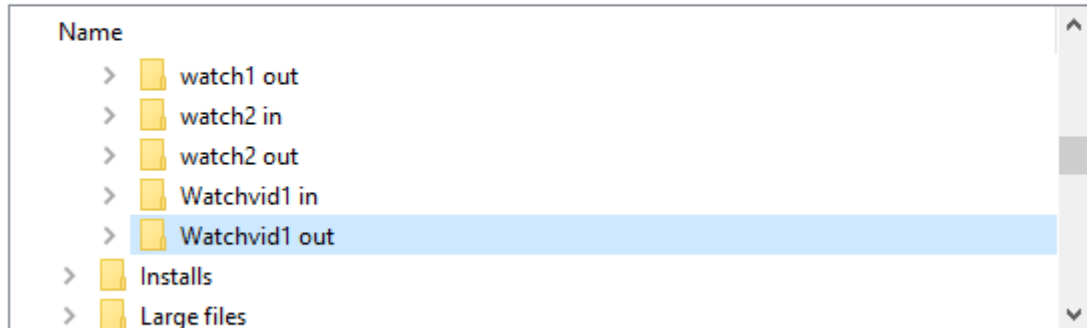 Name
watch1 out
watch2 in
watch2 out
Watchvid1 in
Watchvid1 out
Installs
Large files